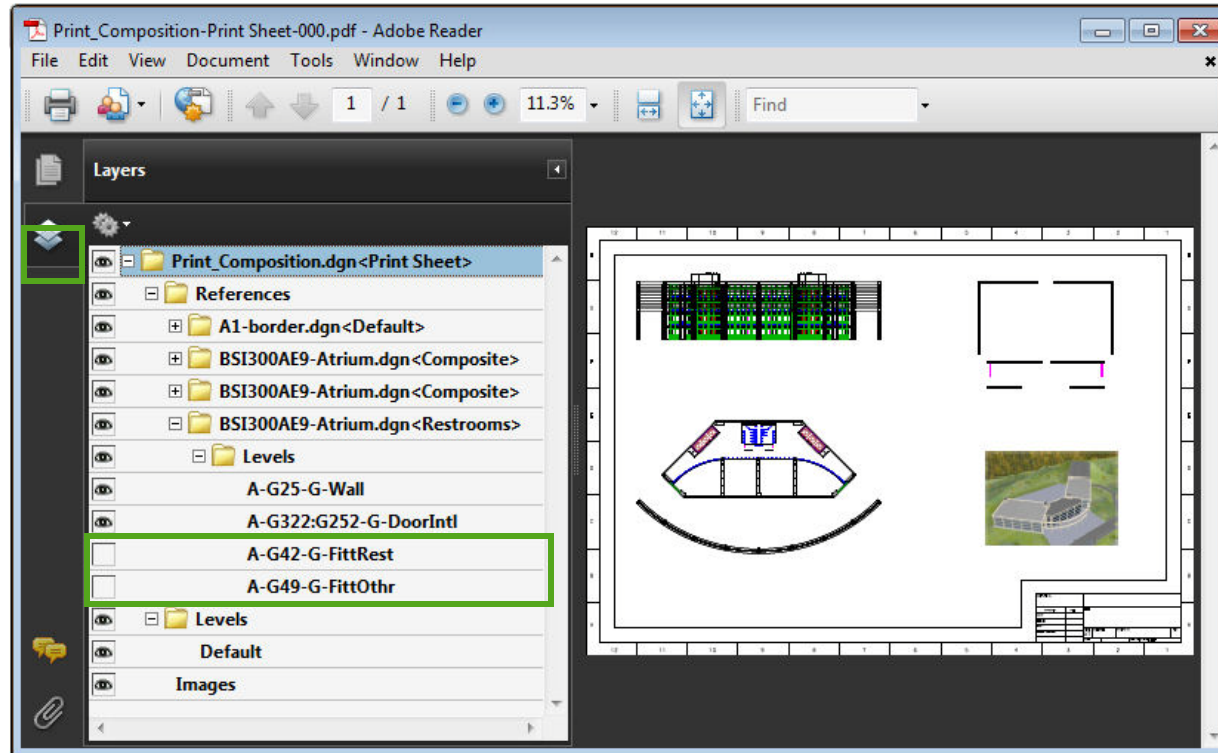 Print_Composition-Print Sheet-000.pdf - Adobe Reader
File Edit View Document Tools Window Help
1 / 1 11.3% Find
Layers
Print_Composition.dgn<Print Sheet>
References
A1-border.dgn<Default>
BSI300AE9-Atrium.dgn<Composite>
BSI300AE9-Atrium.dgn<Composite>
BSI300AE9-Atrium.dgn<Restrooms>
Levels
A-G25-G-Wall
A-G322:G252-G-DoorIntl
A-G42-G-FittRest
A-G49-G-FittOthr
Levels
Default
Images